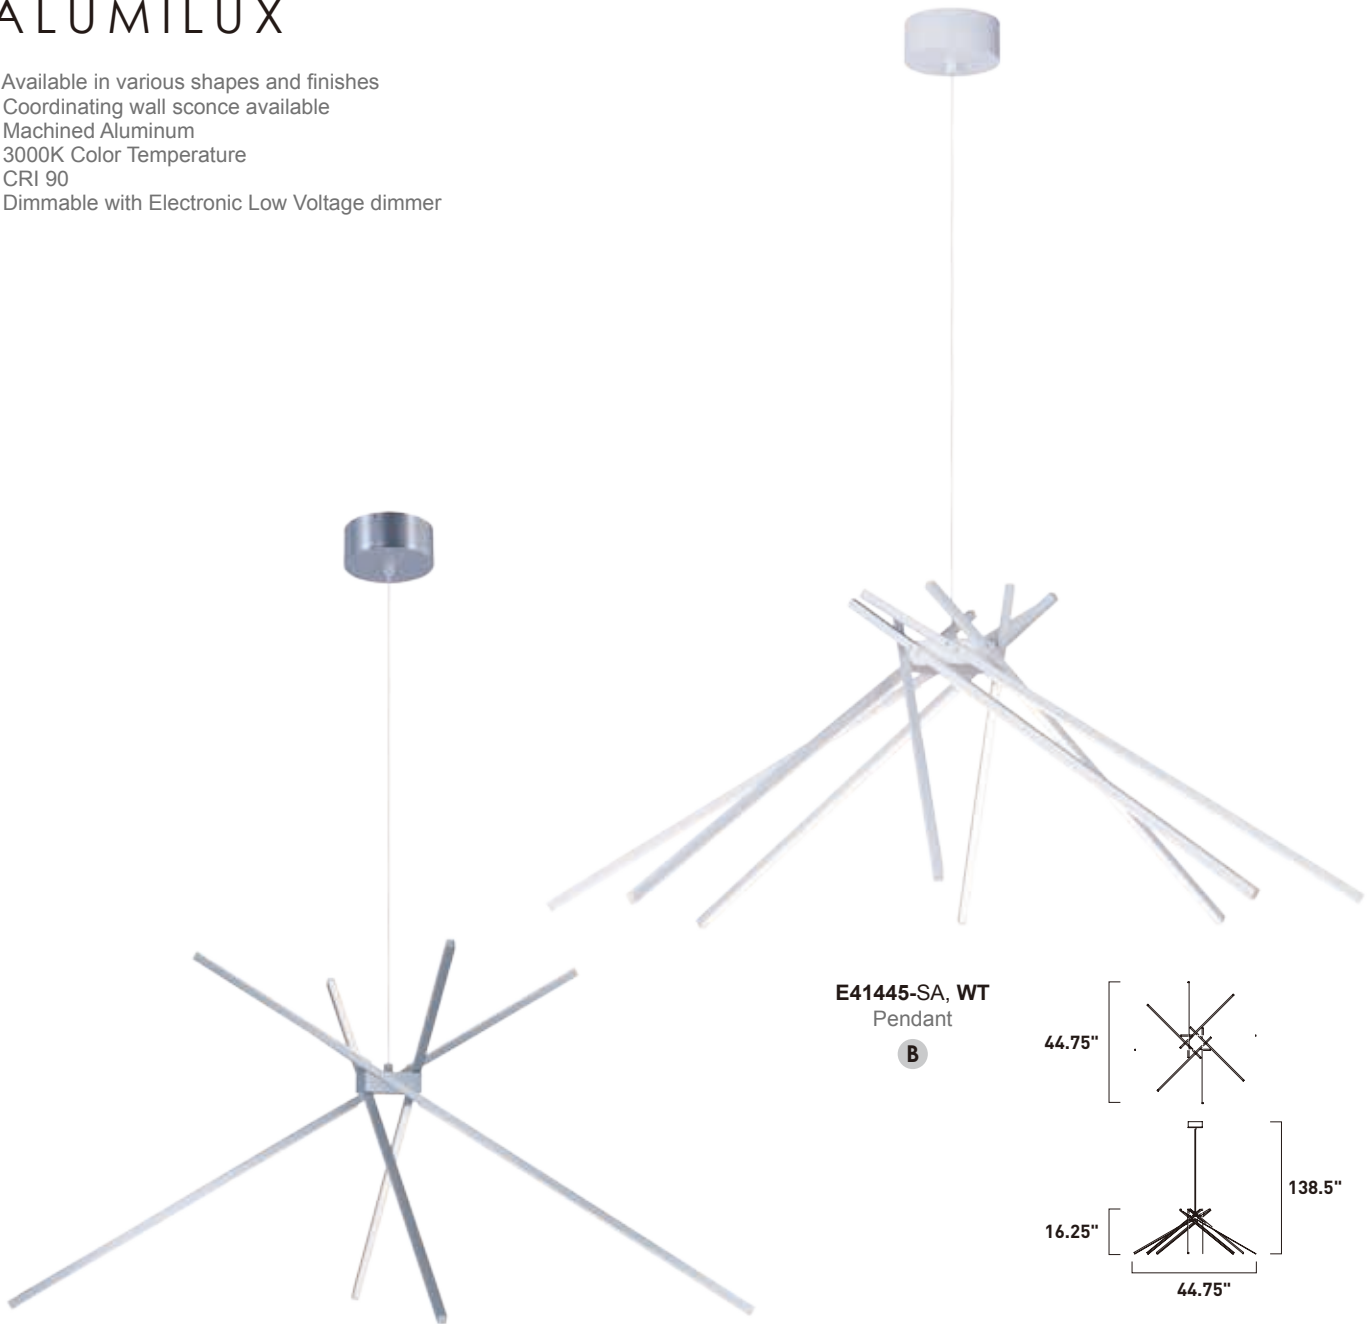 ALUMILUX
Available in various shapes and finishes
Coordinating wall sconce available
Machined Aluminum
3000K Color Temperature
CRI 90
Dimmable with Electronic Low Voltage dimmer
E41445-SA, WT
Pendant
B
44.75"
138.5"
16.25"
44.75"